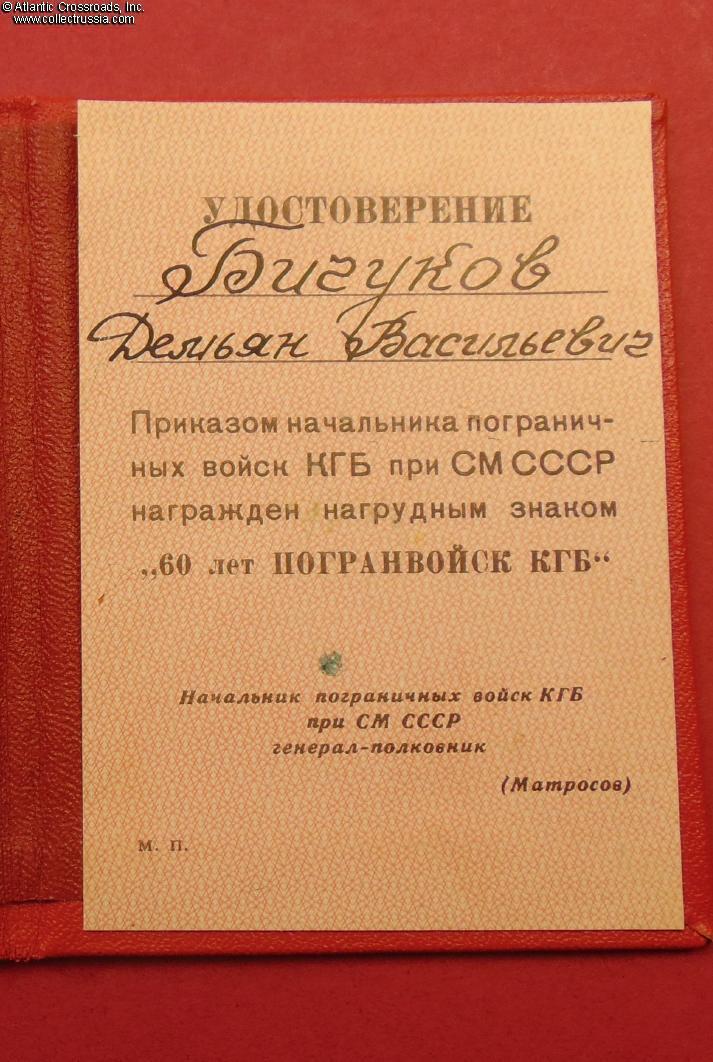 © Atlantic Crossroads, Inc.
www.collectrussia.com
УДОСТОВЕРЕНИЕ
Бичуков
Демьян Васильевич
Приказом начальника погранич-
ных войск КГБ при СМ СССР
награжден нагрудным знаком
„60 лет ПОГРАНВОЙСК КГБ“
Начальник пограничных войск КГБ
при СМ СССР
генерал-полковник
(Матросов)
М. П.